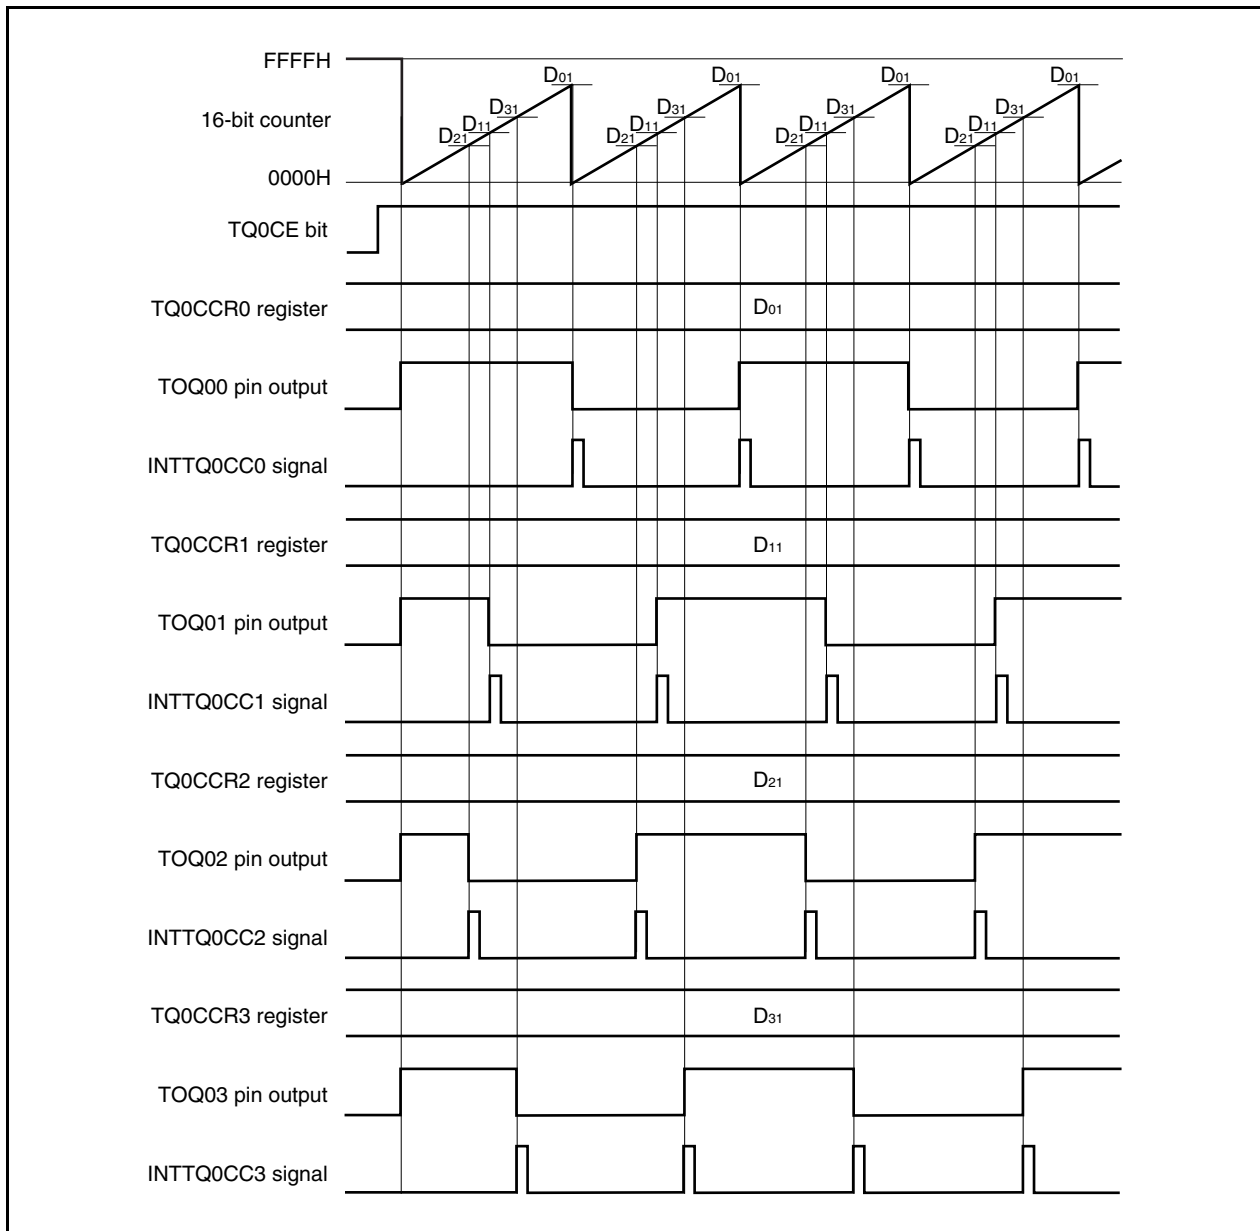 FFFFH
D01 D01 D01 D01
D31 D31 D31 D31
16-bit counter
D11 D11 D11 D11
D21 D21 D21 D21
0000H
TQ0CE bit
TQ0CCR0 register
D01
TOQ00 pin output
INTTQ0CC0 signal
TQ0CCR1 register
D11
TOQ01 pin output
INTTQ0CC1 signal
TQ0CCR2 register
D21
TOQ02 pin output
INTTQ0CC2 signal
TQ0CCR3 register
D31
TOQ03 pin output
INTTQ0CC3 signal